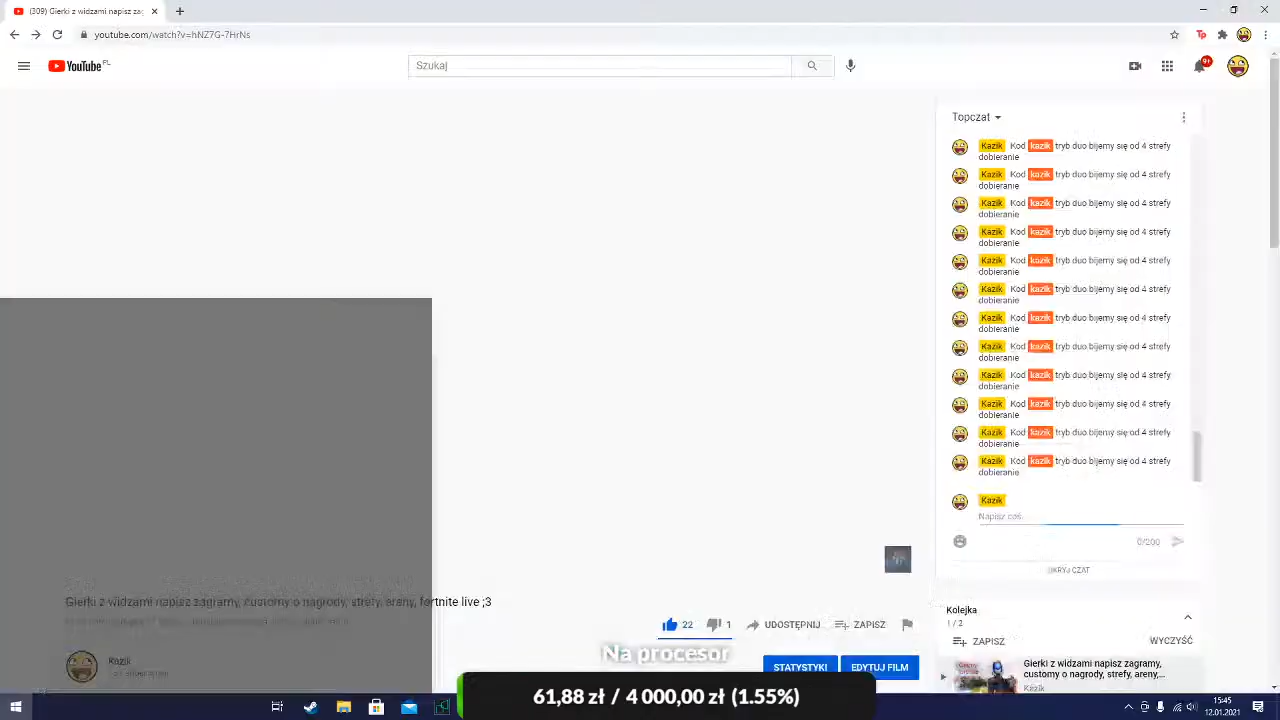 (309) Gierki z widzami napisz zag
youtube.com/watch?v=hNZ7G-7HrNs
Tp
YouTube PL
Szukaj
9+
Topczat
Kazik Kod kazik tryb duo bijemy się od 4 strefy
dobieranie
Kazik Kod kazik tryb duo bijemy się od 4 strefy
dobieranie
Kazik Kod kazik tryb duo bijemy się od 4 strefy
dobieranie
Kazik Kod kazik tryb duo bijemy się od 4 strefy
dobieranie
Kazik Kod kazik tryb duo bijemy się od 4 strefy
dobieranie
Kazik Kod kazik tryb duo bijemy się od 4 strefy
dobieranie
Kazik Kod kazik tryb duo bijemy się od 4 strefy
dobieranie
Kazik Kod kazik tryb duo bijemy się od 4 strefy
dobieranie
Kazik Kod kazik tryb duo bijemy się od 4 strefy
dobieranie
Kazik Kod kazik tryb duo bijemy się od 4 strefy
dobieranie
Kazik Kod kazik tryb duo bijemy się od 4 strefy
dobieranie
Kazik Kod kazik tryb duo bijemy się od 4 strefy
dobieranie
Kazik
Napisz coś
0/200
UKRYJ CZAT
Gierki z widzami napisz zagramy, customy o nagrody, strefy, areny, fortnite live ;3
22 1 UDOSTĘPNIJ ZAPISZ
Kolejka
1 / 2
ZAPISZ WYCZYŚĆ
Kazik
STATYSTYKI EDYTUJ FILM
Gierki z widzami napisz zagramy,
customy o nagrody, strefy, areny,...
Kazik
Na procesor
61,88 zł / 4 000,00 zł (1.55%)
15:45
12.01.2021